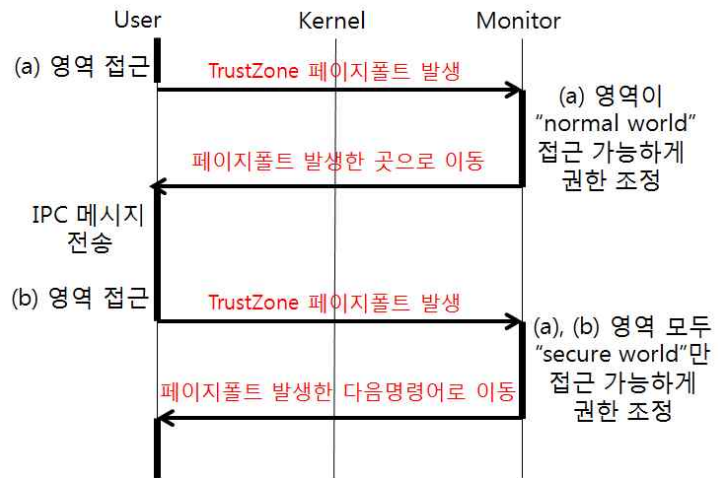 User
Kernel
Monitor
(a) 영역 접근
TrustZone 페이지폴트 발생
(a) 영역이
“normal world”
접근 가능하게
권한 조정
페이지폴트 발생한 곳으로 이동
IPC 메시지
전송
(b) 영역 접근
TrustZone 페이지폴트 발생
(a), (b) 영역 모두
“secure world”만
접근 가능하게
권한 조정
페이지폴트 발생한 다음명령어로 이동